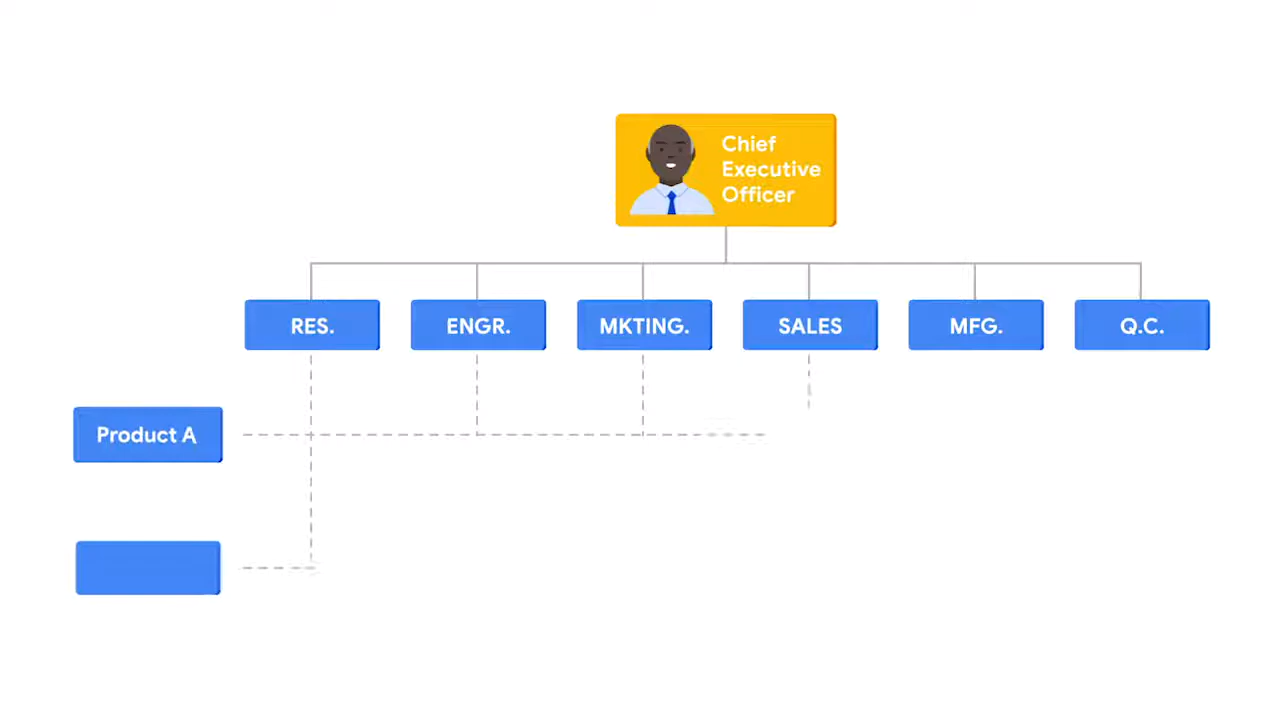 Chief
Executive
Officer
RES.
ENGR.
MKTING.
SALES
MFG.
Q.C.
Product A